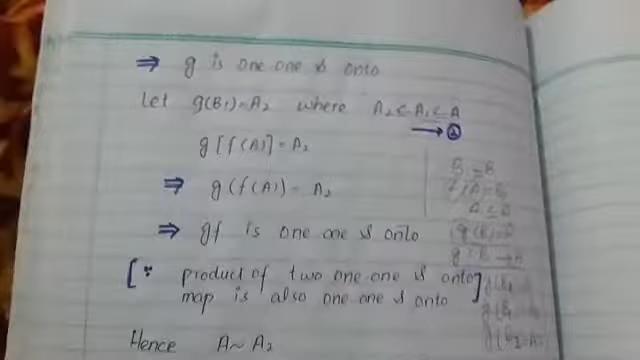 ⇒ g is one one & onto
Let g(B₁) = A₂ where A₂ ⊂ A₁ ⊂ A
→ ②
g[f(A)] = A₂
⇒ g(f(A)) = A₂
⇒ gf is one one & onto
[∵ product of two one one & onto]
map is also one one & onto
Hence A ~ A₂